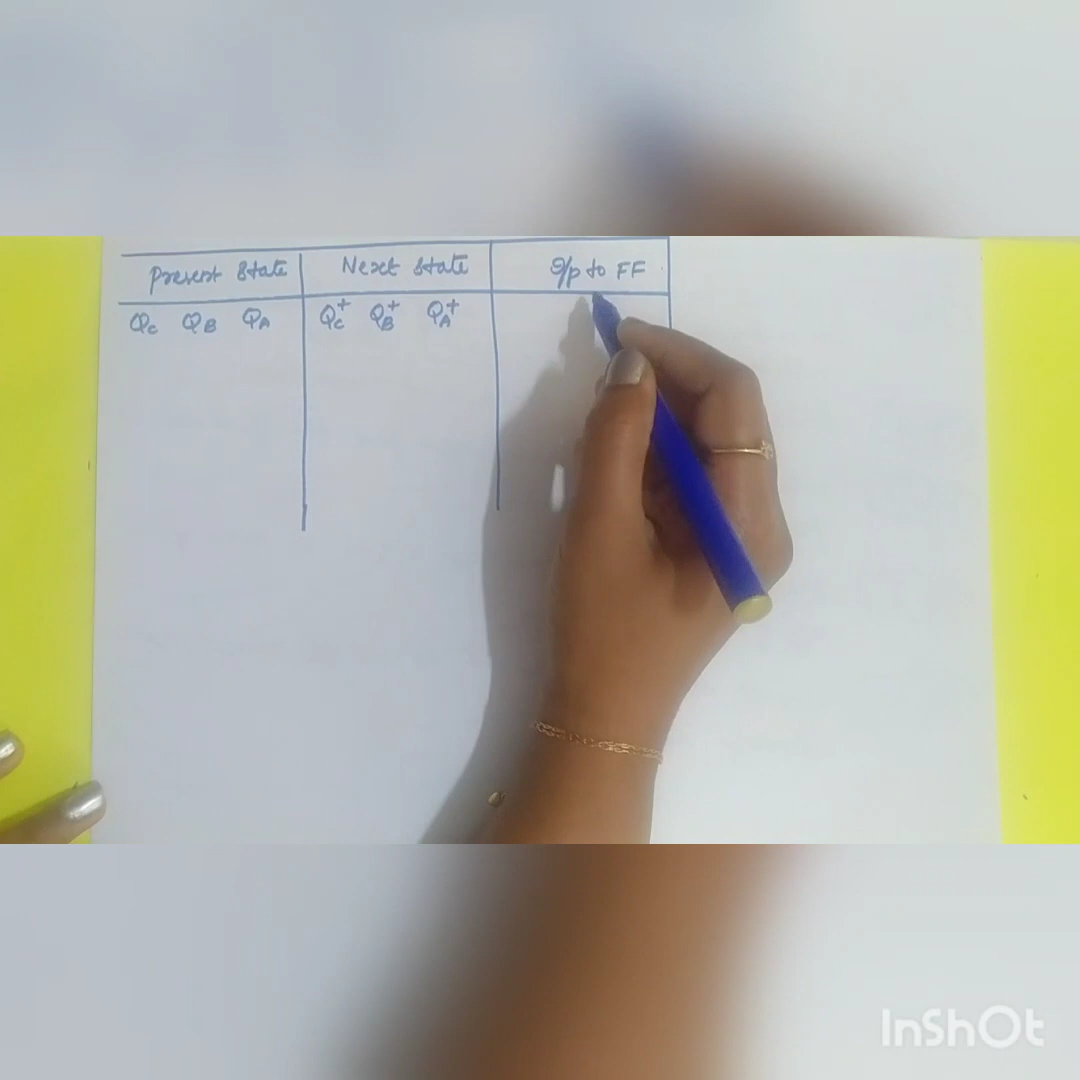 Present State Next State I/p to FF
QC QB QA QC+ QB+ QA+
InShOt